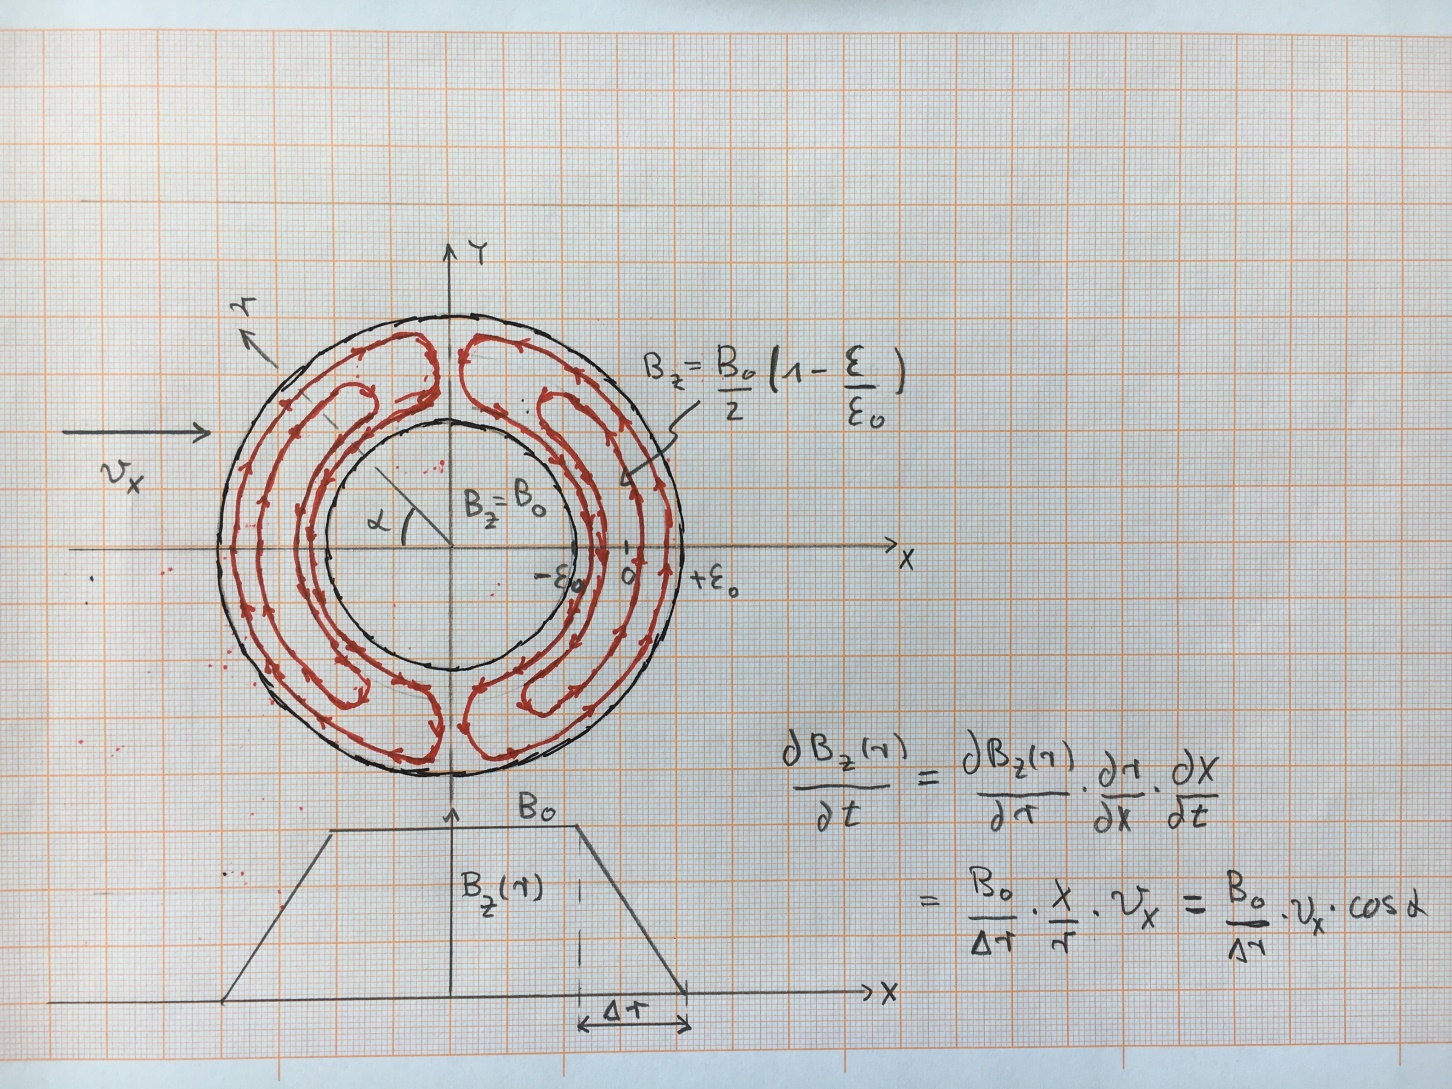 Y
r
B_z = B_0/2 (1 - ε/ε_0)
v_x
α
B_z = B_0
-ε_0
0
+ε_0
X
∂B_z(r)/∂t = ∂B_z(r)/∂r · ∂r/∂x · ∂x/∂t
B_0
B_z(r)
= B_0/Δr · x/r · v_x = B_0/Δr · v_x · cos α
X
Δr